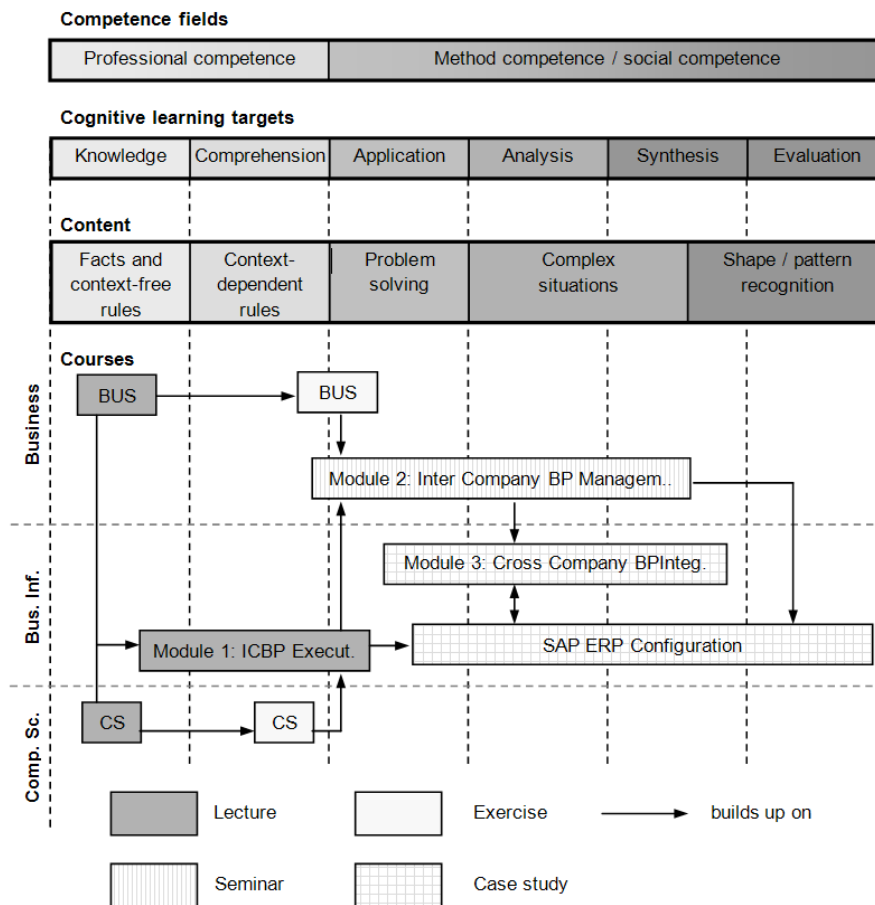 Competence fields
Professional competence
Method competence / social competence
Cognitive learning targets
Knowledge
Comprehension
Application
Analysis
Synthesis
Evaluation
Content
Facts and
context-free
rules
Context-
dependent
rules
Problem
solving
Complex
situations
Shape / pattern
recognition
Courses
Business
BUS
BUS
Module 2: Inter Company BP Managem..
Bus. Inf.
Module 3: Cross Company BPInteg.
Module 1: ICBP Execut.
SAP ERP Configuration
Comp. Sc.
CS
CS
Lecture
Exercise
builds up on
Seminar
Case study